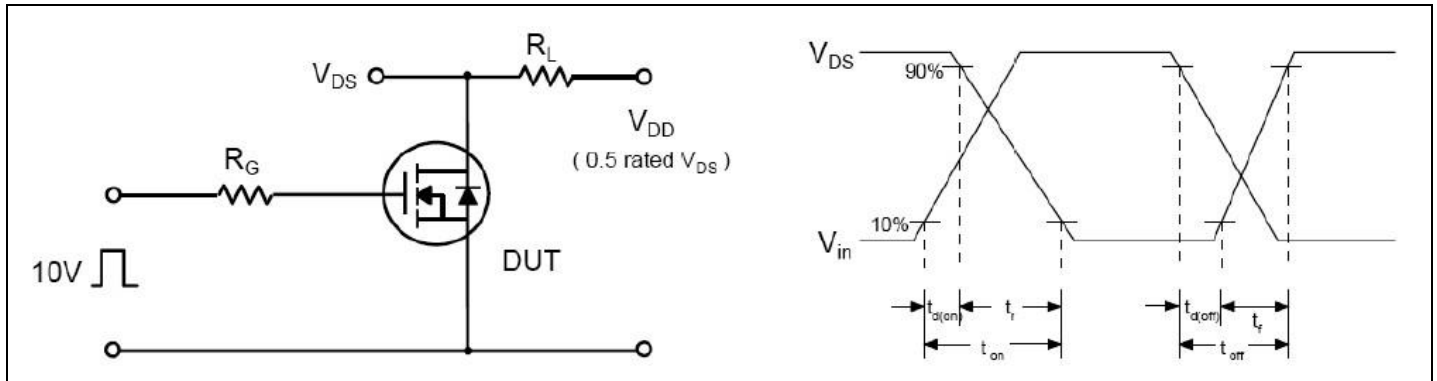 R_L
V_DS
V_DD
( 0.5 rated V_DS )
R_G
10V
DUT
V_DS
90%
10%
V_in
t_d(on)
t_r
t_on
t_d(off)
t_f
t_off